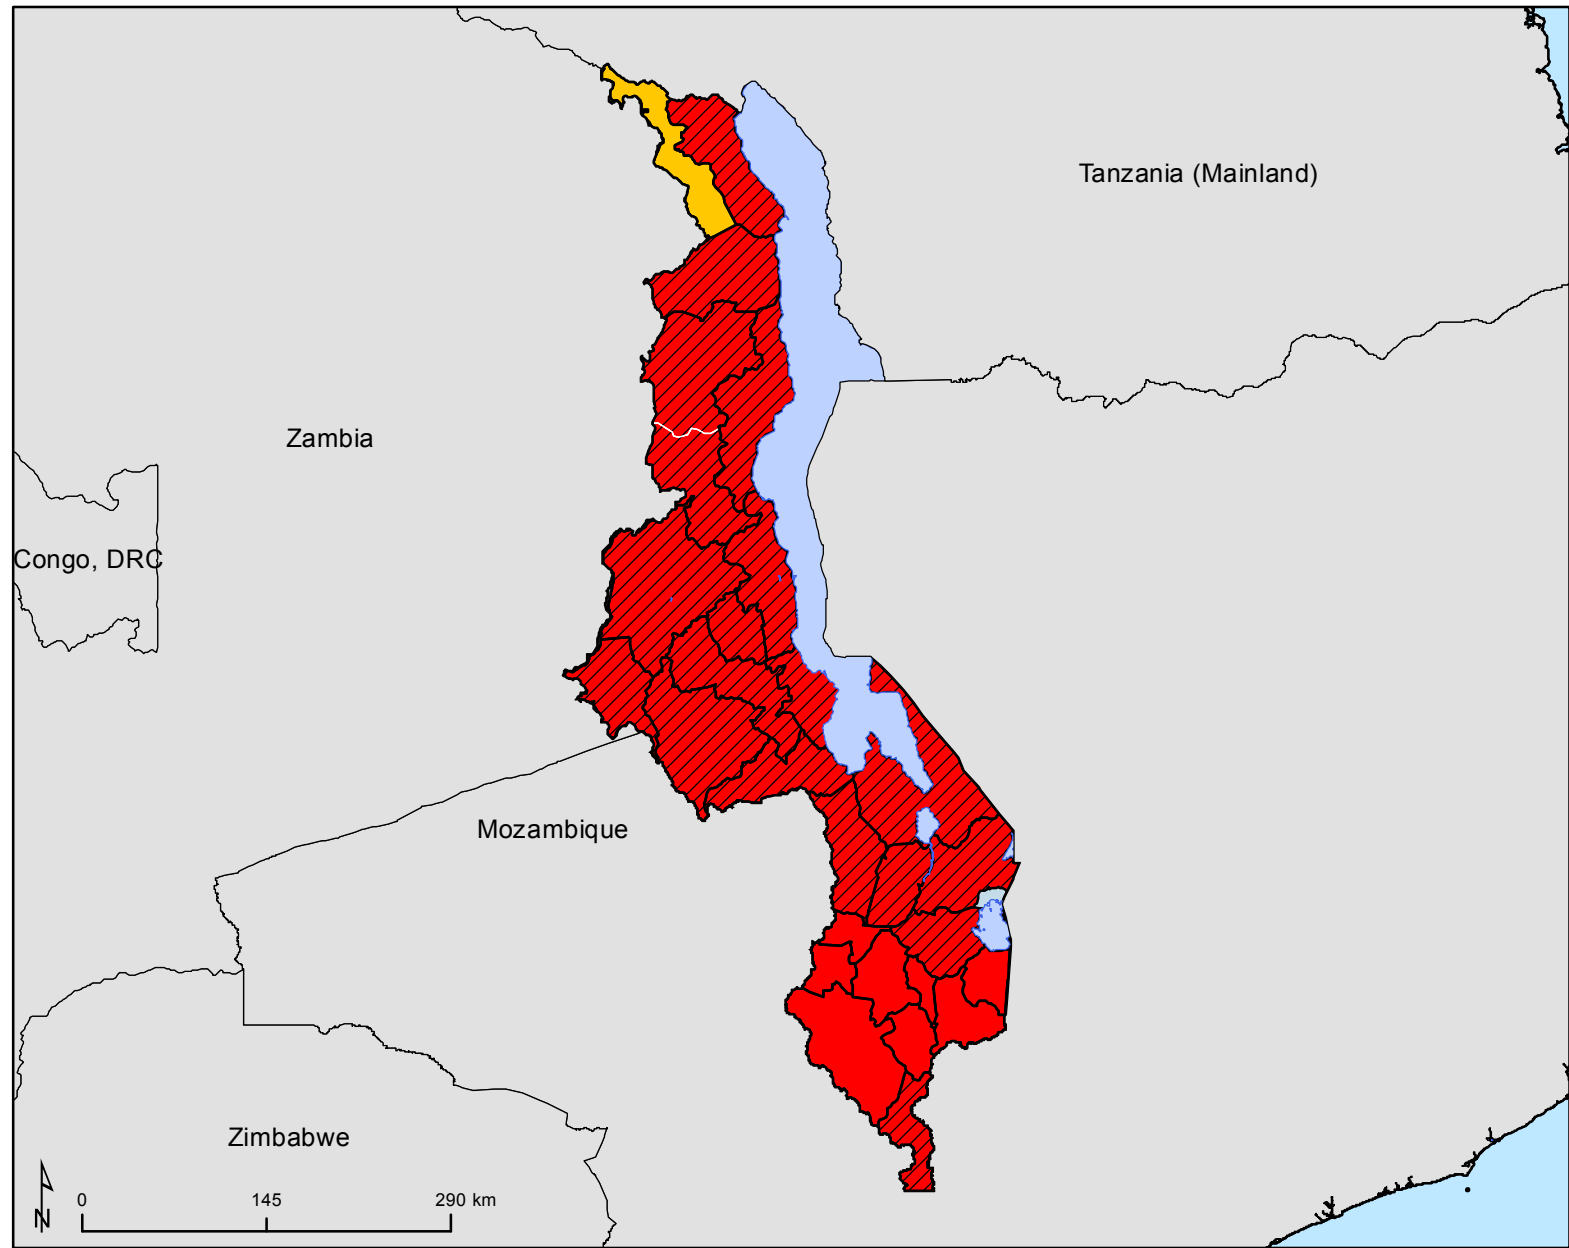 Tanzania (Mainland)
Zambia
Congo, DRC
Mozambique
Zimbabwe
N
0 145 290 km